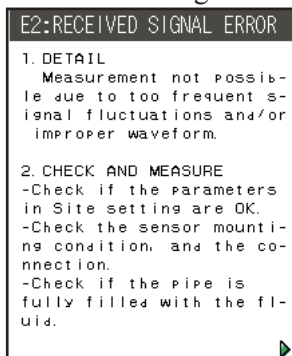 E2:RECEIVED SIGNAL ERROR
1. DETAIL
Measurement not possib-
le due to too frequent s-
ignal fluctuations and/or
improper waveform.
2. CHECK AND MEASURE
-Check if the parameters
in Site setting are OK.
-Check the sensor mounti-
ng condition, and the co-
nnection.
-Check if the pipe is
fully filled with the fl-
uid.